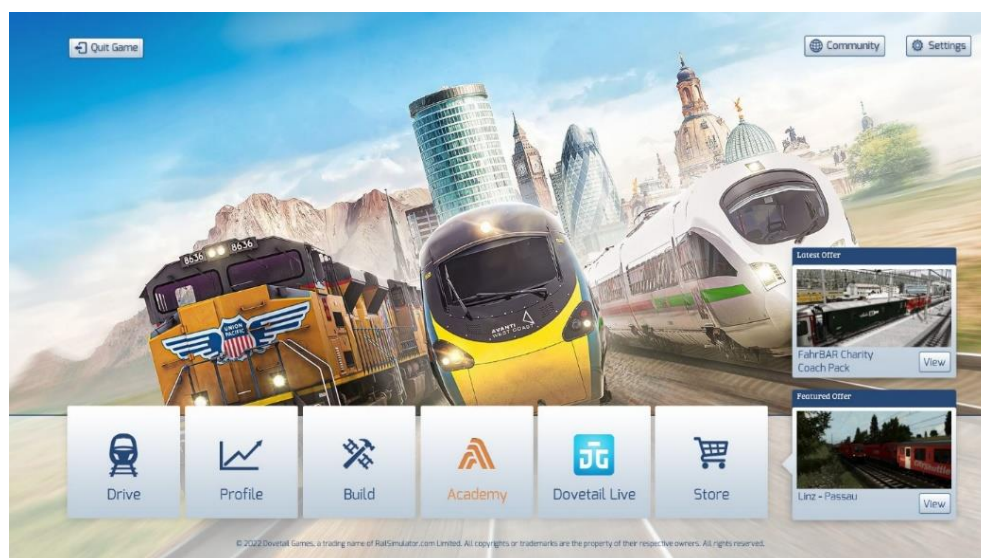 Quit Game
Community
Settings
8636
8636
UNION
PACIFIC
AVANTI
WEST COAST
Latest Offer
FahrBAR Charity
Coach Pack
View
Featured Offer
Linz - Passau
View
Drive
Profile
Build
Academy
Dovetail Live
Store
© 2022 Dovetail Games, a trading name of RailSimulator.com Limited. All copyrights or trademarks are the property of their respective owners. All rights reserved.